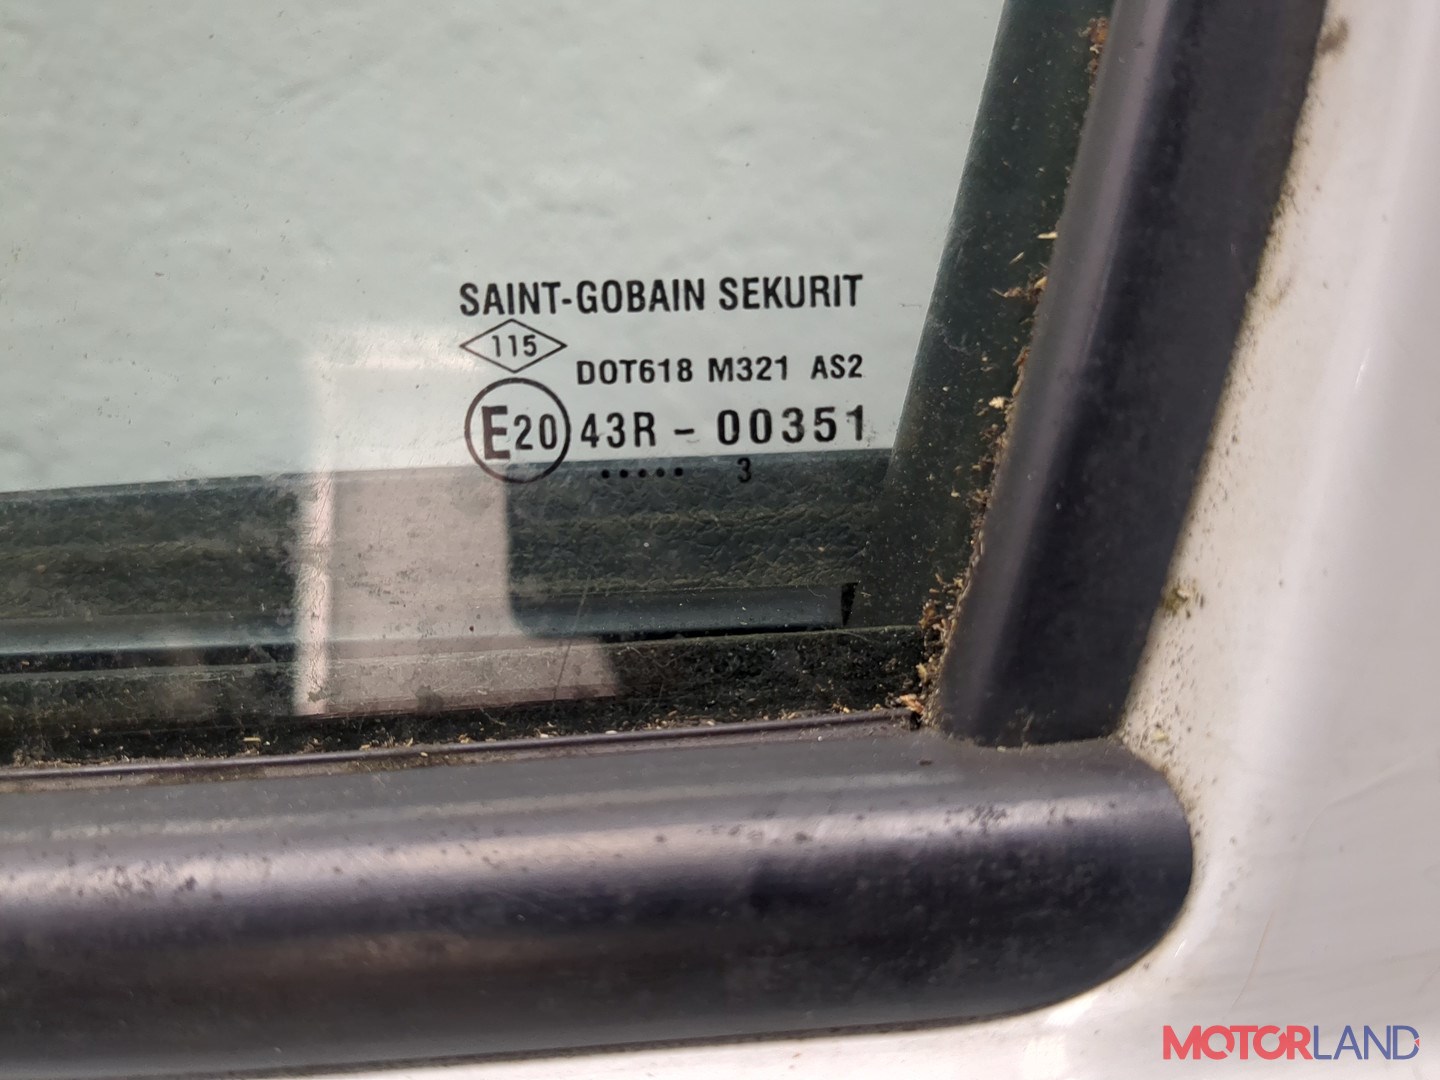 SAINT-GOBAIN SEKURIT
115
DOT618 M321 AS2
E20 43R - 00351
..... 3
MOTORLAND